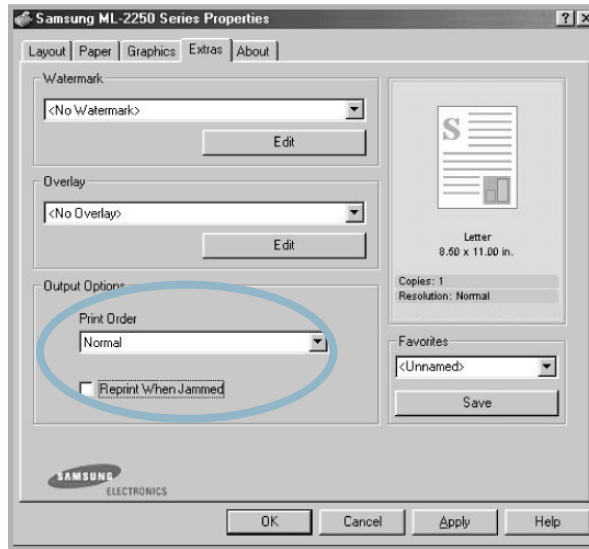 Samsung ML-2250 Series Properties
Layout Paper Graphics Extras About
Watermark
<No Watermark>
Edit
Overlay
<No Overlay>
Edit
Output Options
Print Order
Normal
Reprint When Jammed
S
Letter
8.50 x 11.00 in.
Copies: 1
Resolution: Normal
Favorites
<Unnamed>
Save
SAMSUNG
ELECTRONICS
OK Cancel Apply Help